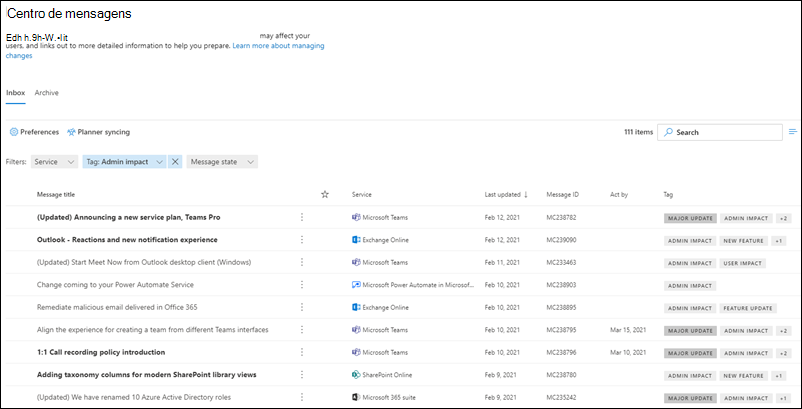 Centro de mensagens
Edh h.9h-W.-lit may affect your
users, and links out to more detailed information to help you prepare. Learn more about managing
changes
Inbox Archive
Preferences Planner syncing 111 items Search
Filters: Service Tag: Admin impact Message state
Message title Service Last updated ↓ Message ID Act by Tag
(Updated) Announcing a new service plan, Teams Pro Microsoft Teams Feb 12, 2021 MC238782 MAJOR UPDATE ADMIN IMPACT +2
Outlook - Reactions and new notification experience Exchange Online Feb 12, 2021 MC239090 ADMIN IMPACT NEW FEATURE +1
(Updated) Start Meet Now from Outlook desktop client (Windows) Microsoft Teams Feb 11, 2021 MC233463 ADMIN IMPACT USER IMPACT
Change coming to your Power Automate Service Microsoft Power Automate in Microsof... Feb 10, 2021 MC238903 ADMIN IMPACT
Remediate malicious email delivered in Office 365 Exchange Online Feb 10, 2021 MC238895 ADMIN IMPACT FEATURE UPDATE
Align the experience for creating a team from different Teams interfaces Microsoft Teams Feb 10, 2021 MC238795 Mar 15, 2021 MAJOR UPDATE ADMIN IMPACT +2
1:1 Call recording policy introduction Microsoft Teams Feb 10, 2021 MC238796 Mar 10, 2021 MAJOR UPDATE ADMIN IMPACT +2
Adding taxonomy columns for modern SharePoint library views SharePoint Online Feb 9, 2021 MC238780 ADMIN IMPACT NEW FEATURE +1
(Updated) We have renamed 10 Azure Active Directory roles Microsoft 365 suite Feb 9, 2021 MC235242 MAJOR UPDATE ADMIN IMPACT +1